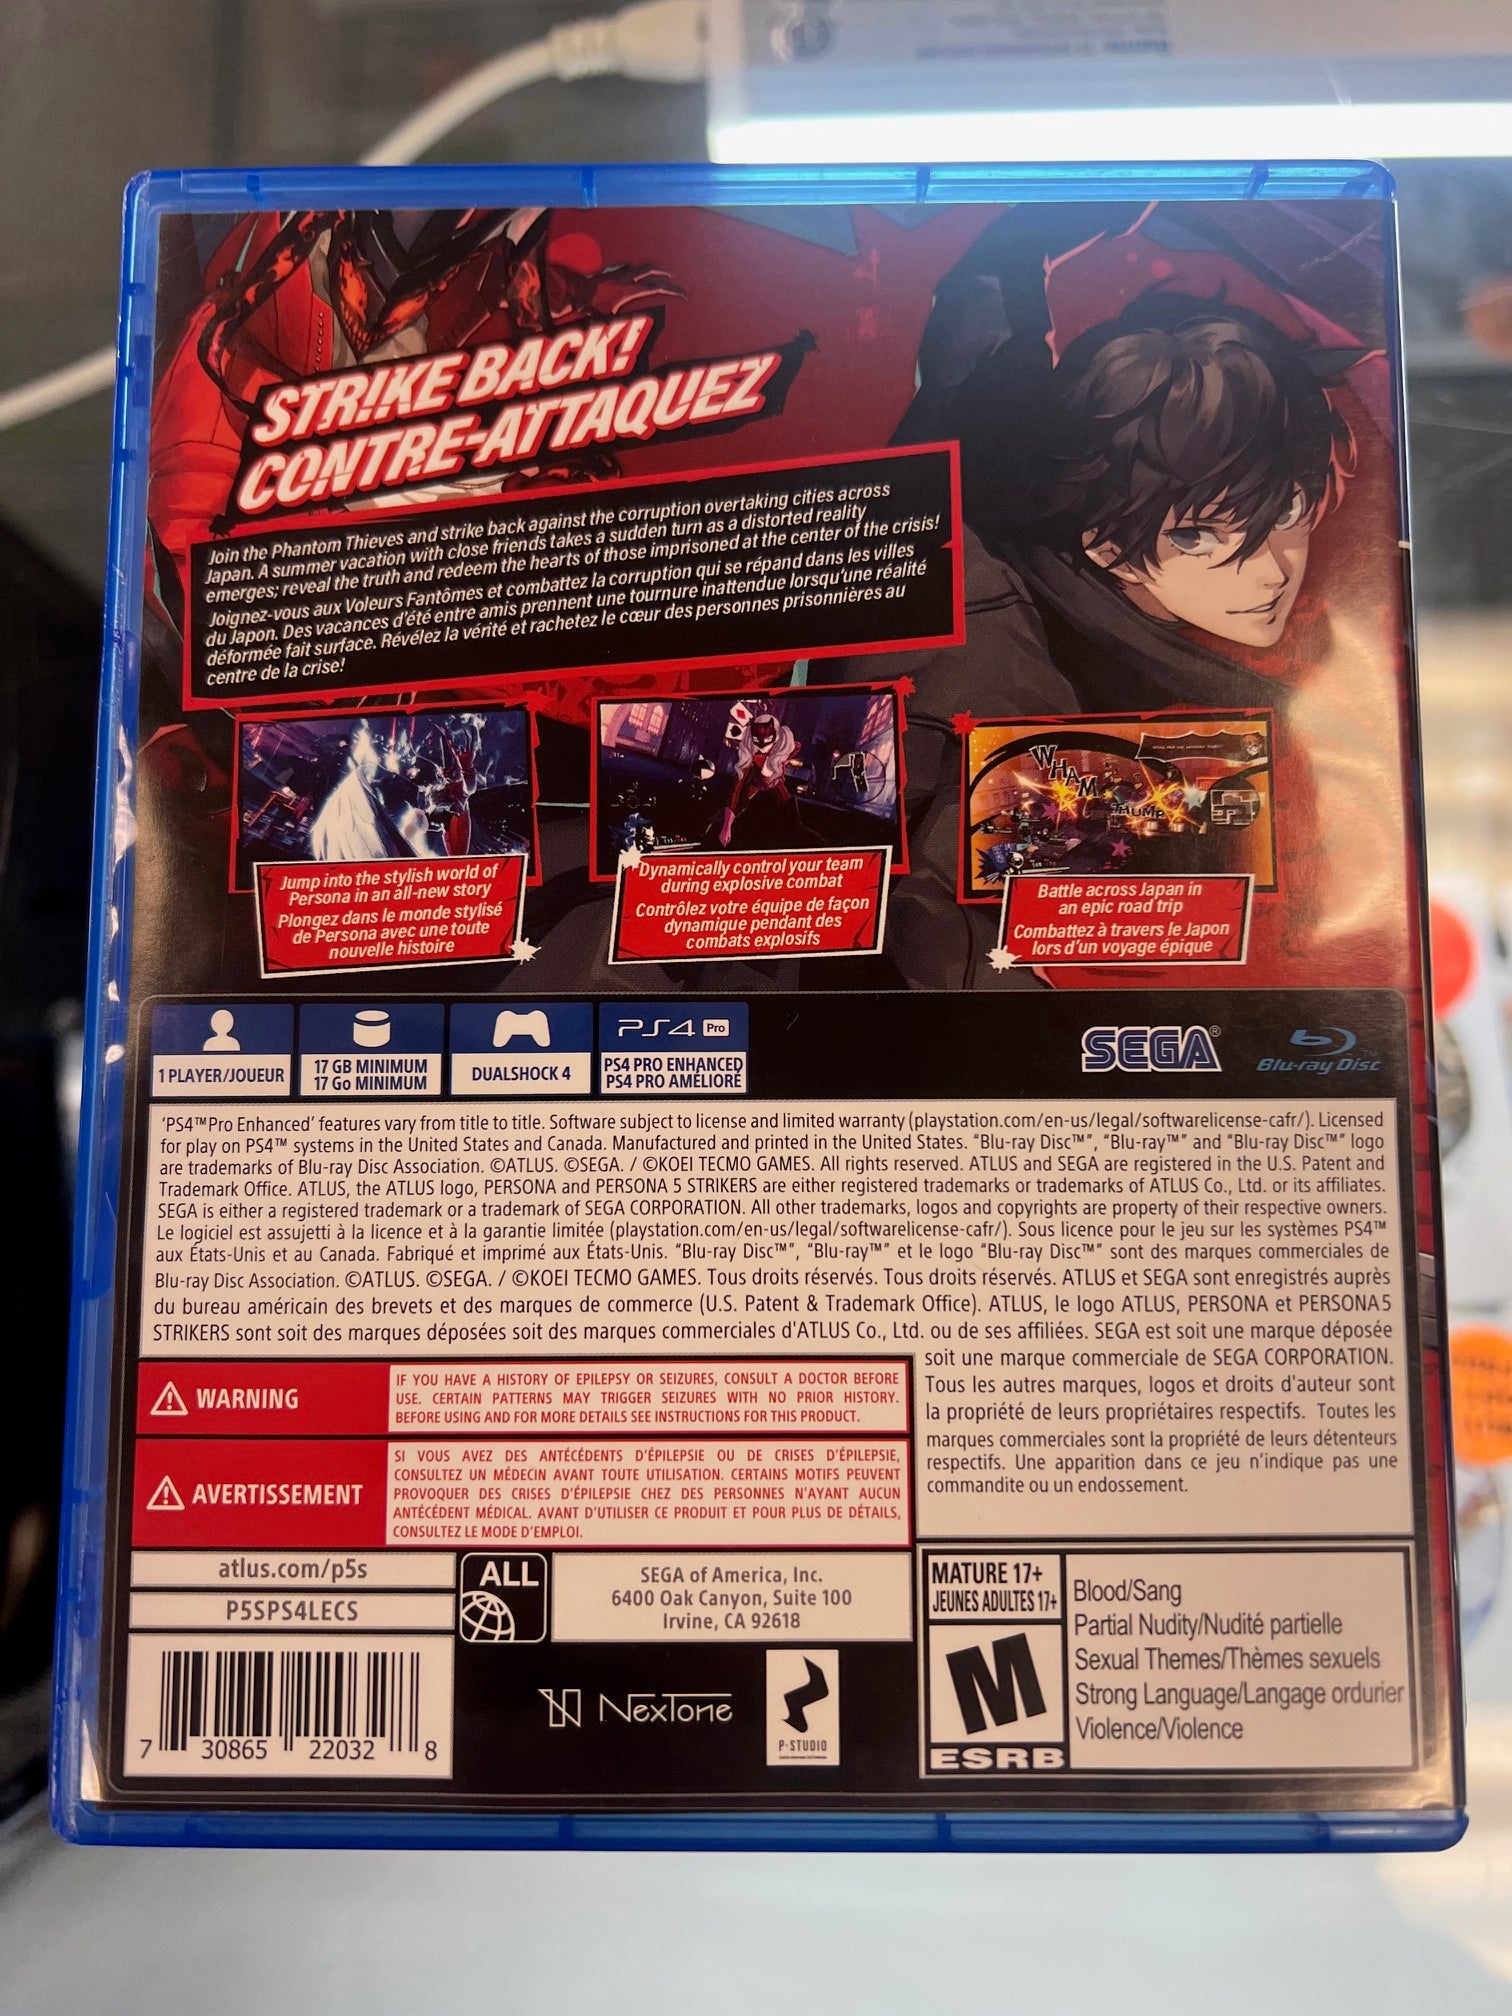 STRIKE BACK!
CONTRE-ATTAQUEZ
Join the Phantom Thieves and strike back against the corruption overtaking cities across
Japan. A summer vacation with close friends takes a sudden turn as a distorted reality
emerges; reveal the truth and redeem the hearts of those imprisoned at the center of the crisis!
Joignez-vous aux Voleurs Fantômes et combattez la corruption qui se répand dans les villes
du Japon. Des vacances d'été entre amis prennent une tournure inattendue lorsqu'une réalité
déformée fait surface. Révélez la vérité et rachetez le cœur des personnes prisonnières au
centre de la crise!
WHAM
THUMP
Jump into the stylish world of
Persona in an all-new story
Plongez dans le monde stylisé
de Persona avec une toute
nouvelle histoire
Dynamically control your team
during explosive combat
Contrôlez votre équipe de façon
dynamique pendant des
combats explosifs
Battle across Japan in
an epic road trip
Combattez à travers le Japon
lors d'un voyage épique
1 PLAYER/JOUEUR
17 GB MINIMUM
17 Go MINIMUM
DUALSHOCK 4
PS4 Pro
PS4 PRO ENHANCED
PS4 PRO AMÉLIORÉ
SEGA®
Blu-ray Disc™
'PS4™Pro Enhanced' features vary from title to title. Software subject to license and limited warranty (playstation.com/en-us/legal/softwarelicense-cafr/). Licensed
for play on PS4™ systems in the United States and Canada. Manufactured and printed in the United States. "Blu-ray Disc™", "Blu-ray™" and "Blu-ray Disc™" logo
are trademarks of Blu-ray Disc Association. ©ATLUS. ©SEGA. / ©KOEI TECMO GAMES. All rights reserved. ATLUS and SEGA are registered in the U.S. Patent and
Trademark Office. ATLUS, the ATLUS logo, PERSONA and PERSONA 5 STRIKERS are either registered trademarks or trademarks of ATLUS Co., Ltd. or its affiliates.
SEGA is either a registered trademark or a trademark of SEGA CORPORATION. All other trademarks, logos and copyrights are property of their respective owners.
Le logiciel est assujetti à la licence et à la garantie limitée (playstation.com/en-us/legal/softwarelicense-cafr/). Sous licence pour le jeu sur les systèmes PS4™
aux États-Unis et au Canada. Fabriqué et imprimé aux États-Unis. "Blu-ray Disc™", "Blu-ray™" et le logo "Blu-ray Disc™" sont des marques commerciales de
Blu-ray Disc Association. ©ATLUS. ©SEGA. / ©KOEI TECMO GAMES. Tous droits réservés. Tous droits réservés. ATLUS et SEGA sont enregistrés auprès
du bureau américain des brevets et des marques de commerce (U.S. Patent & Trademark Office). ATLUS, le logo ATLUS, PERSONA et PERSONA5
STRIKERS sont soit des marques déposées soit des marques commerciales d'ATLUS Co., Ltd. ou de ses affiliées. SEGA est soit une marque déposée
soit une marque commerciale de SEGA CORPORATION.
Tous les autres marques, logos et droits d'auteur sont
la propriété de leurs propriétaires respectifs. Toutes les
marques commerciales sont la propriété de leurs détenteurs
respectifs. Une apparition dans ce jeu n'indique pas une
commandite ou un endossement.
WARNING
IF YOU HAVE A HISTORY OF EPILEPSY OR SEIZURES, CONSULT A DOCTOR BEFORE
USE. CERTAIN PATTERNS MAY TRIGGER SEIZURES WITH NO PRIOR HISTORY.
BEFORE USING AND FOR MORE DETAILS SEE INSTRUCTIONS FOR THIS PRODUCT.
AVERTISSEMENT
SI VOUS AVEZ DES ANTÉCÉDENTS D'ÉPILEPSIE OU DE CRISES D'ÉPILEPSIE,
CONSULTEZ UN MÉDECIN AVANT TOUTE UTILISATION. CERTAINS MOTIFS PEUVENT
PROVOQUER DES CRISES D'ÉPILEPSIE CHEZ DES PERSONNES N'AYANT AUCUN
ANTÉCÉDENT MÉDICAL. AVANT D'UTILISER CE PRODUIT ET POUR PLUS DE DÉTAILS,
CONSULTEZ LE MODE D'EMPLOI.
atlus.com/p5s
P5SPS4LECS
ALL
SEGA of America, Inc.
6400 Oak Canyon, Suite 100
Irvine, CA 92618
7 30865 22032 8
NexTone
P-STUDIO
MATURE 17+
JEUNES ADULTES 17+
M
ESRB
Blood/Sang
Partial Nudity/Nudité partielle
Sexual Themes/Thèmes sexuels
Strong Language/Langage ordurier
Violence/Violence